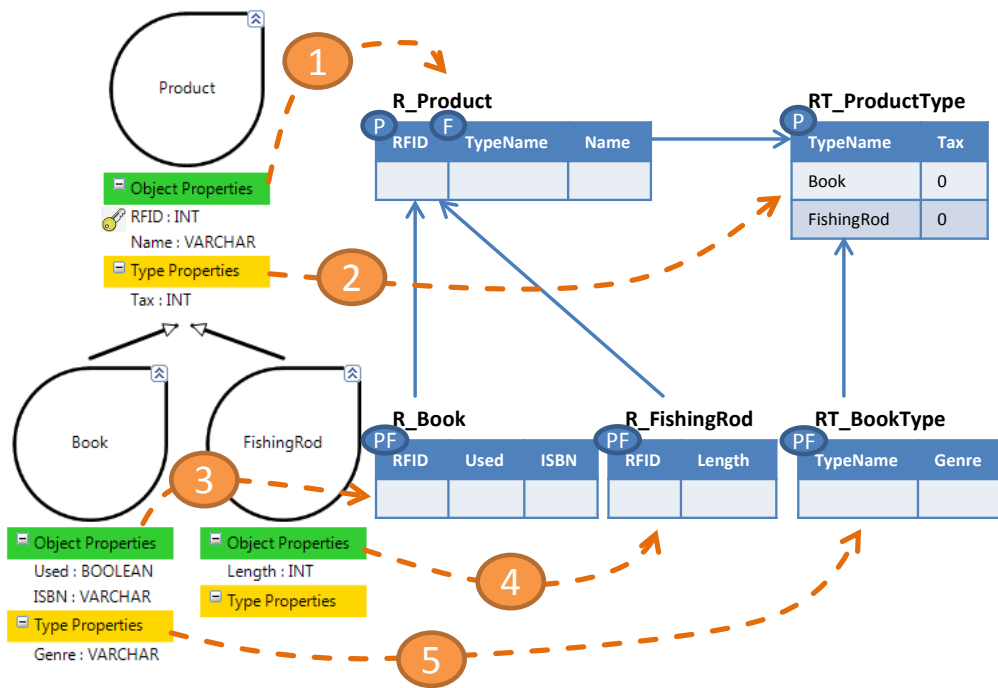 Product
Object Properties
RFID : INT
Name : VARCHAR
Type Properties
Tax : INT
1
2
R_Product
P
F
RFID TypeName Name
RT_ProductType
P
TypeName Tax
Book 0
FishingRod 0
Book
Object Properties
Used : BOOLEAN
ISBN : VARCHAR
Type Properties
Genre : VARCHAR
FishingRod
Object Properties
Length : INT
Type Properties
3
4
5
R_Book
PF
RFID Used ISBN
R_FishingRod
PF
RFID Length
RT_BookType
PF
TypeName Genre